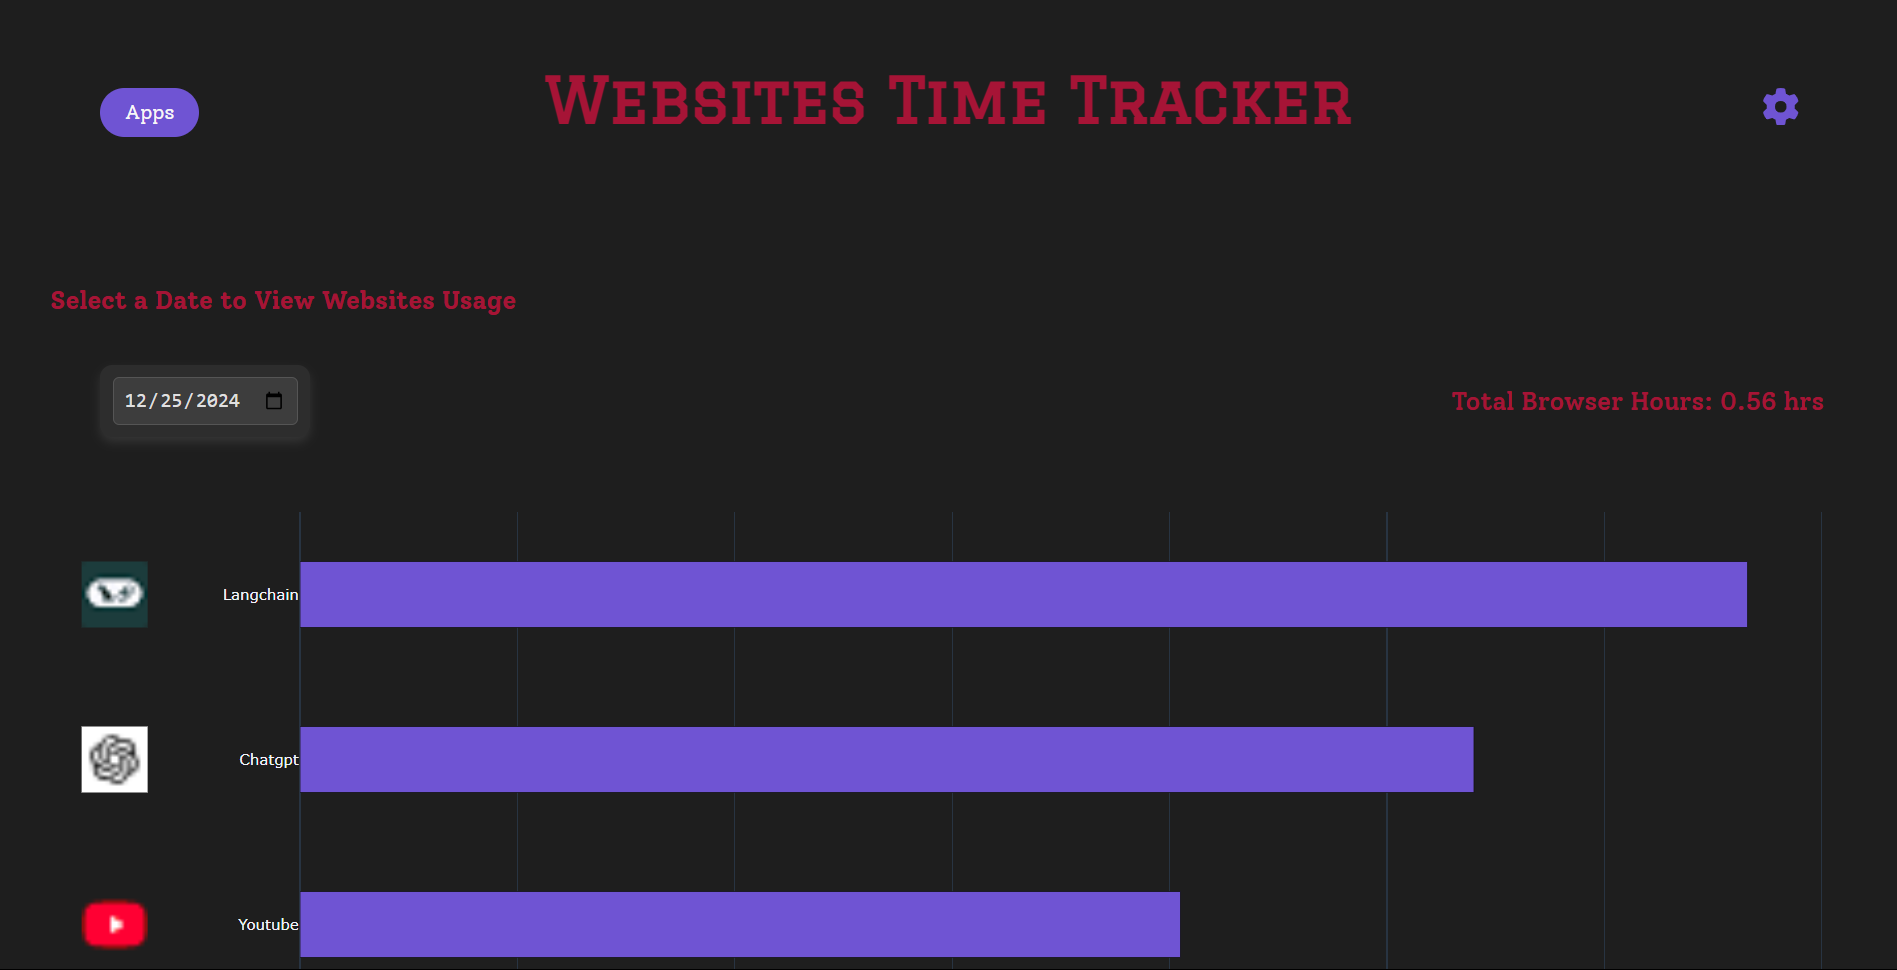 Apps
Websites Time Tracker
Select a Date to View Websites Usage
12/25/2024
Total Browser Hours: 0.56 hrs
Langchain
Chatgpt
Youtube